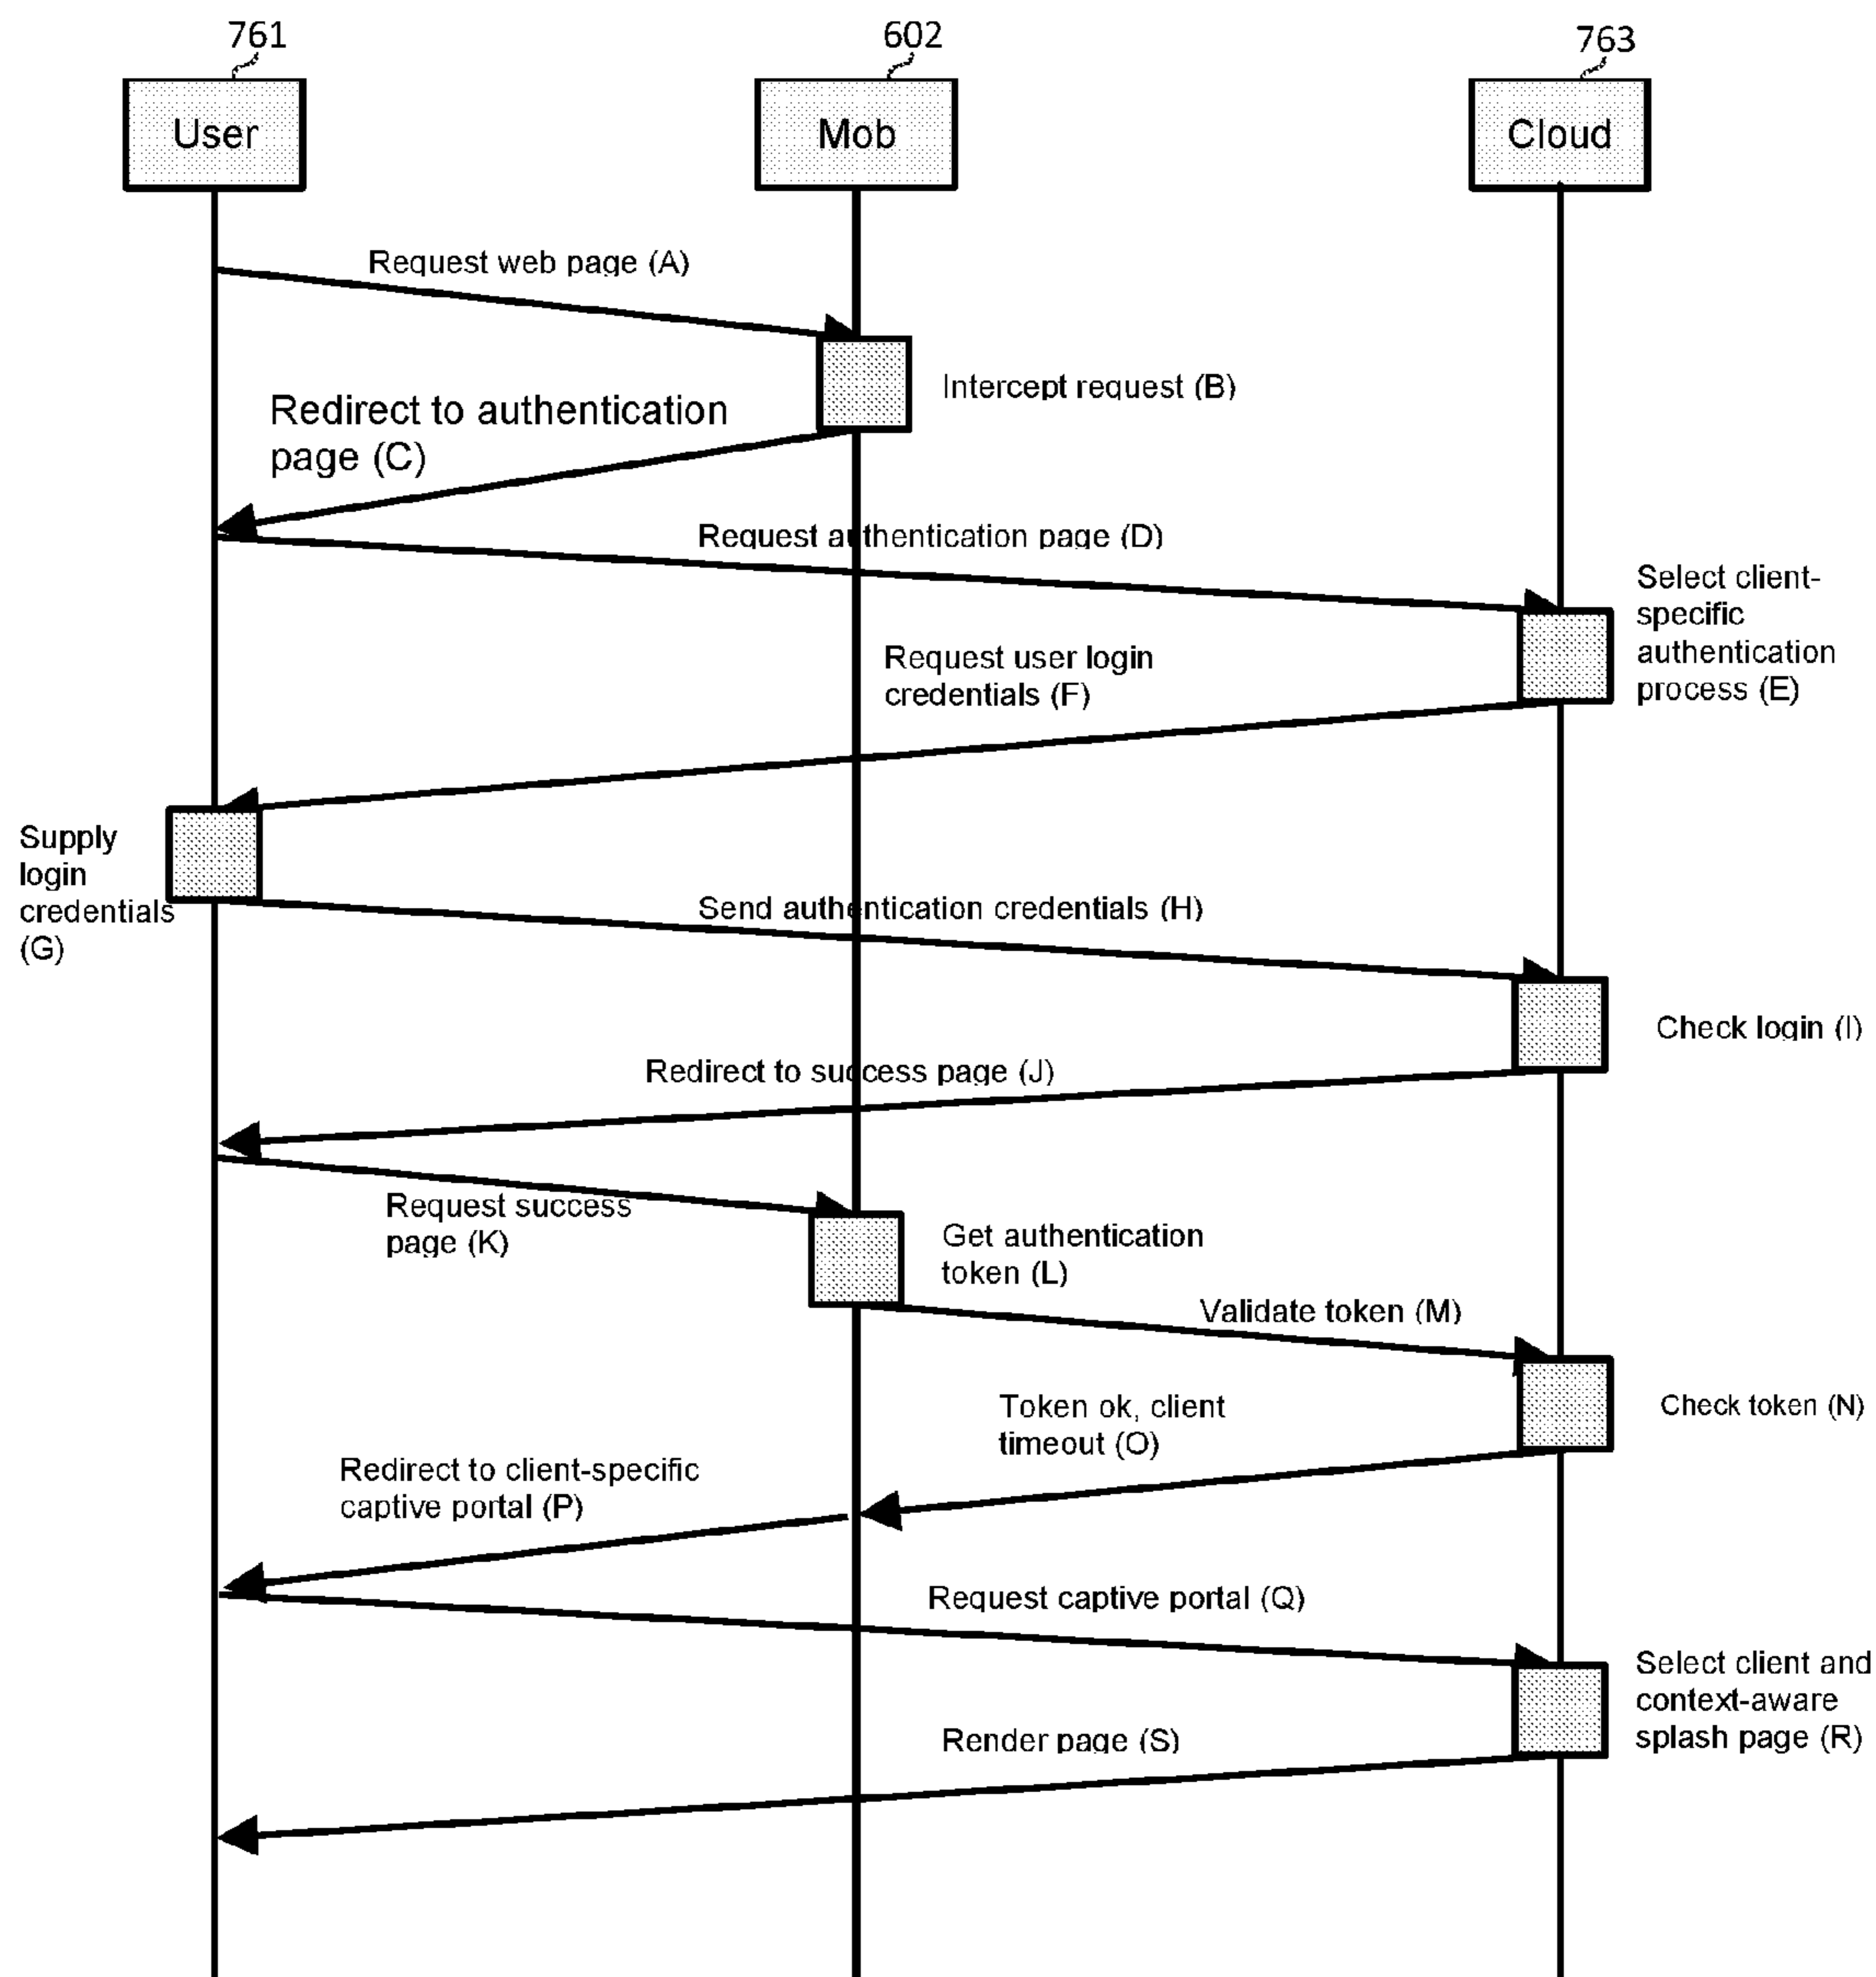 761
602
763
User
Mob
Cloud
Request web page (A)
Intercept request (B)
Redirect to authentication
page (C)
Request authentication page (D)
Select client-
specific
authentication
process (E)
Request user login
credentials (F)
Supply
login
credentials
(G)
Send authentication credentials (H)
Check login (I)
Redirect to success page (J)
Request success
page (K)
Get authentication
token (L)
Validate token (M)
Check token (N)
Token ok, client
timeout (O)
Redirect to client-specific
captive portal (P)
Request captive portal (Q)
Select client and
context-aware
splash page (R)
Render page (S)